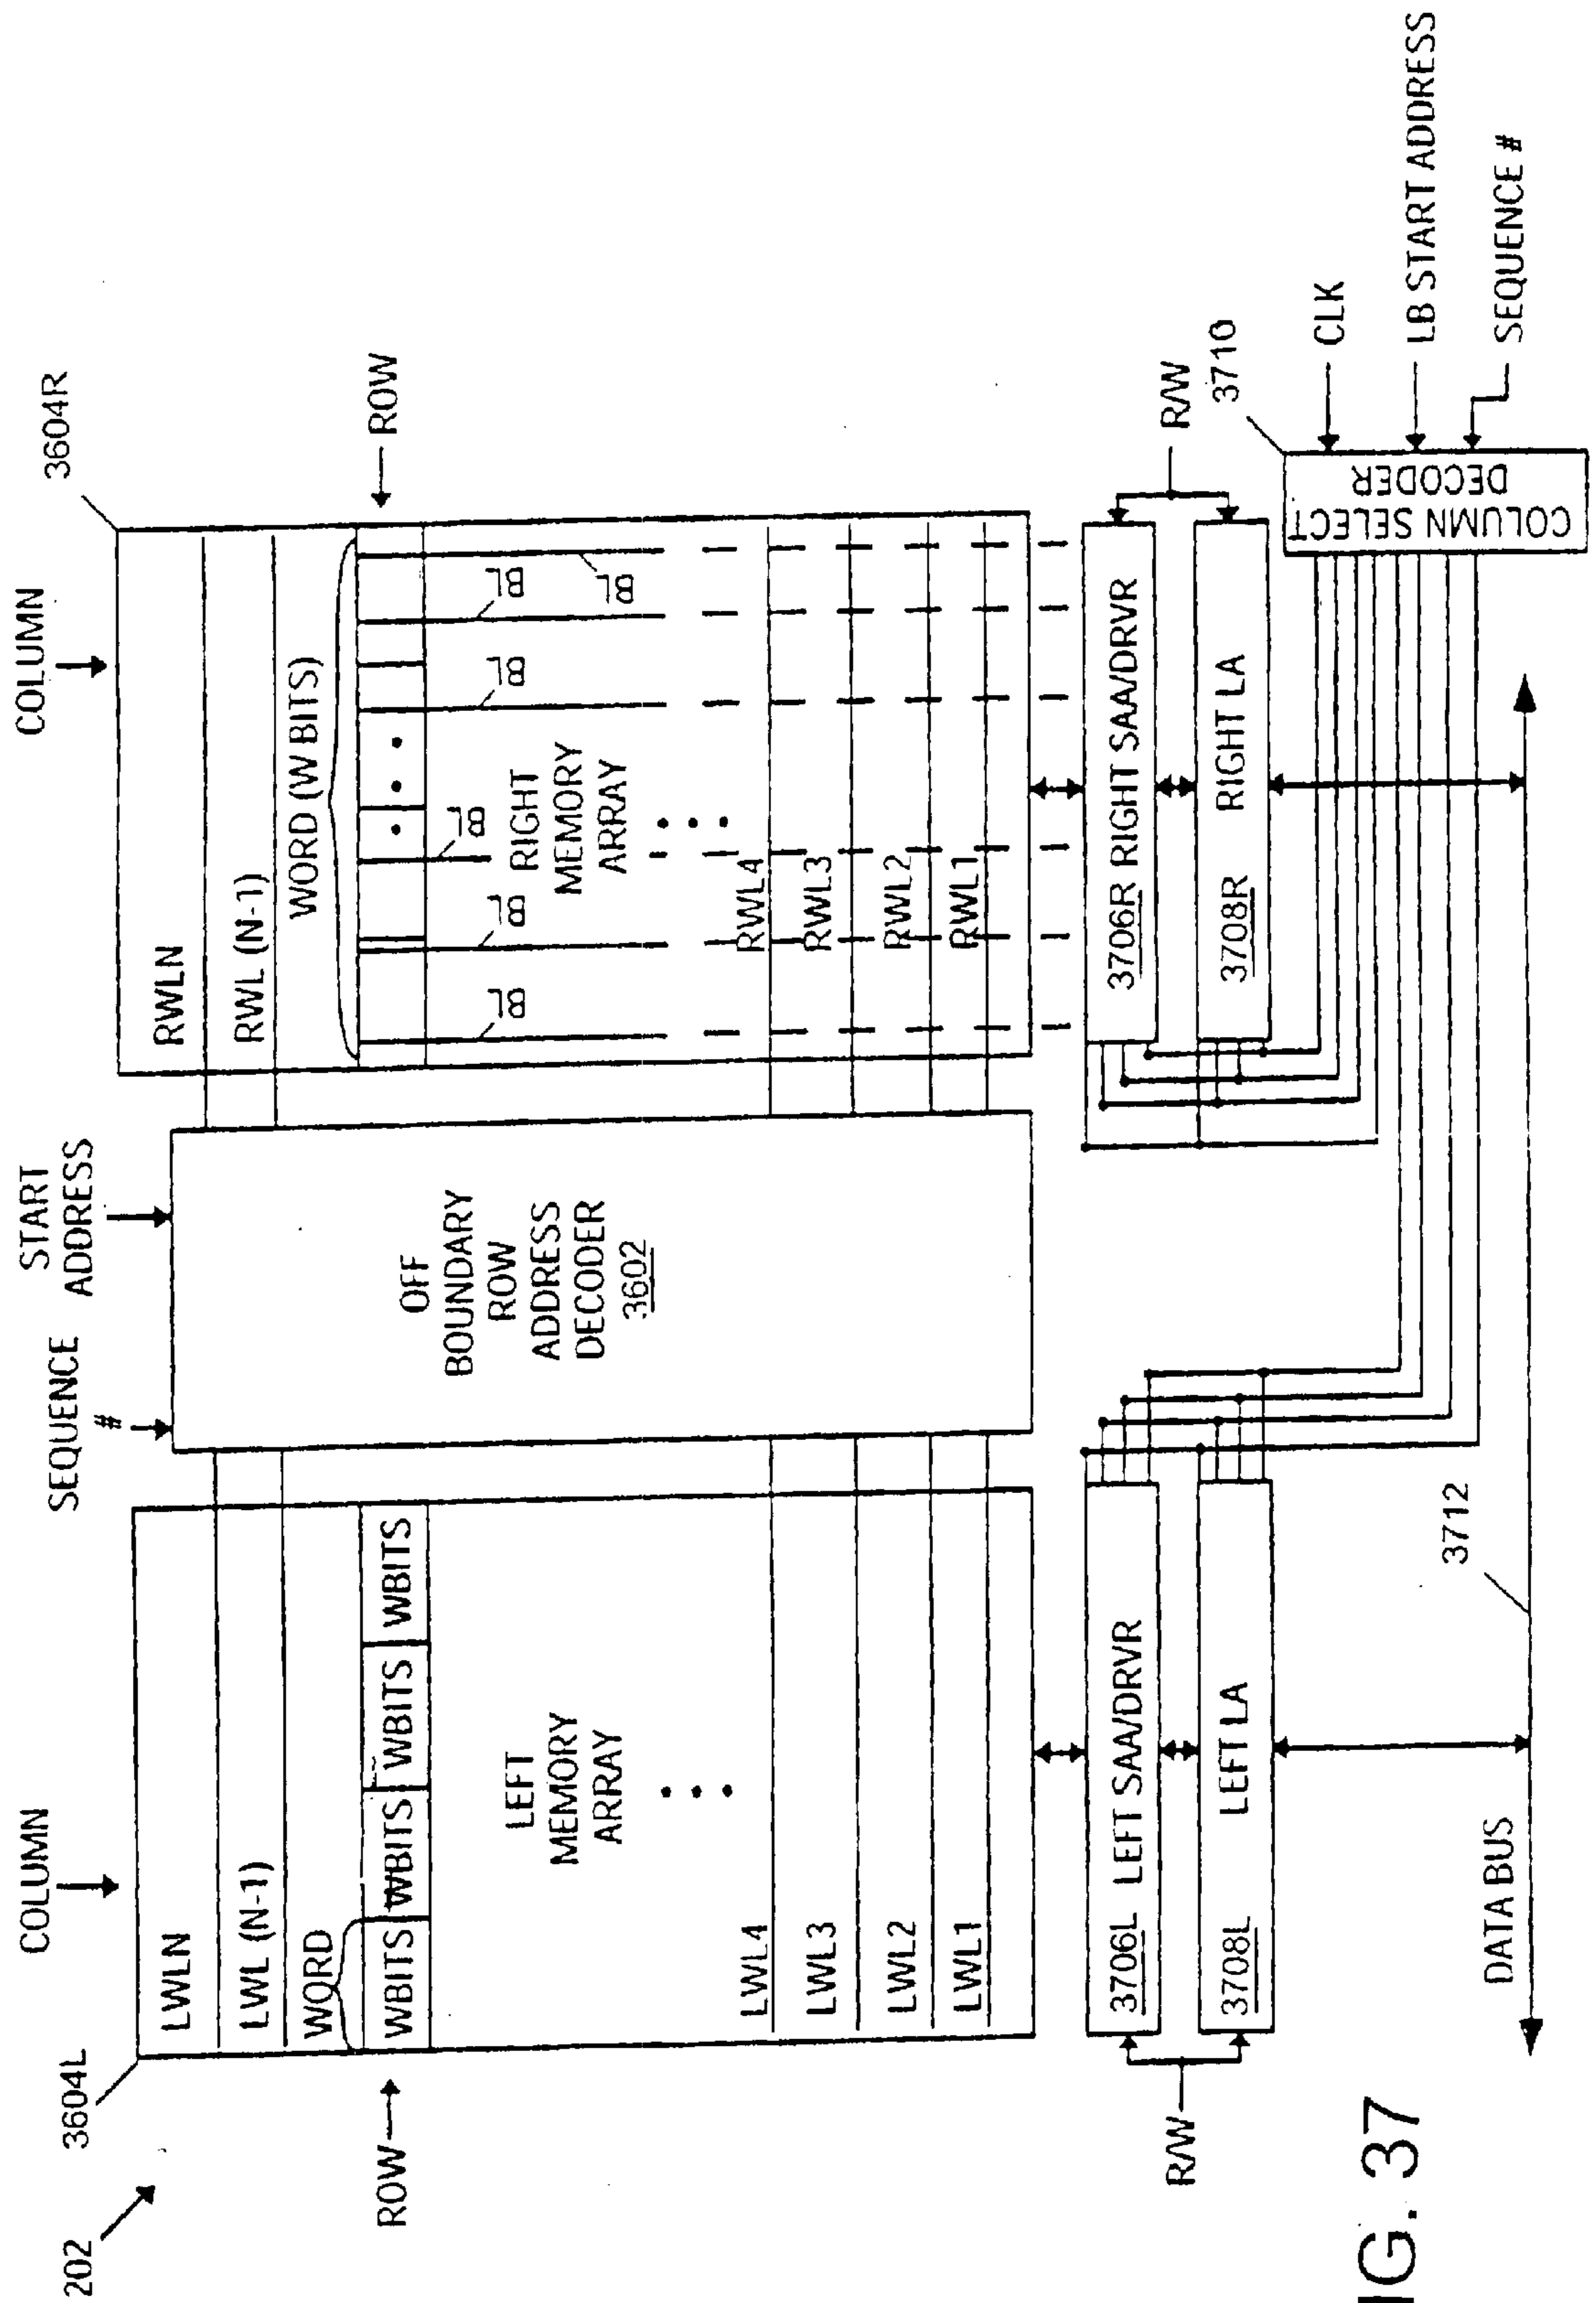 202
3604L
COLUMN
SEQUENCE
#
START
ADDRESS
COLUMN
3604R
LWLN
LWL (N-1)
WORD
WBITS WBITS WBITS WBITS
ROW
LEFT
MEMORY
ARRAY
LWL4
LWL3
LWL2
LWL1
OFF
BOUNDARY
ROW
ADDRESS
DECODER
3602
RWLN
RWL (N-1)
WORD (W BITS)
ROW
BL
BL
BL
BL
BL
BL
RIGHT
MEMORY
ARRAY
RWL4
RWL3
RWL2
RWL1
3706L LEFT SAA/DRVR
3708L LEFT LA
R/W
3706R RIGHT SAA/DRVR
3708R RIGHT LA
R/W
3710
COLUMN SELECT
DECODER
CLK
LB START ADDRESS
SEQUENCE #
DATA BUS
3712
IG. 37